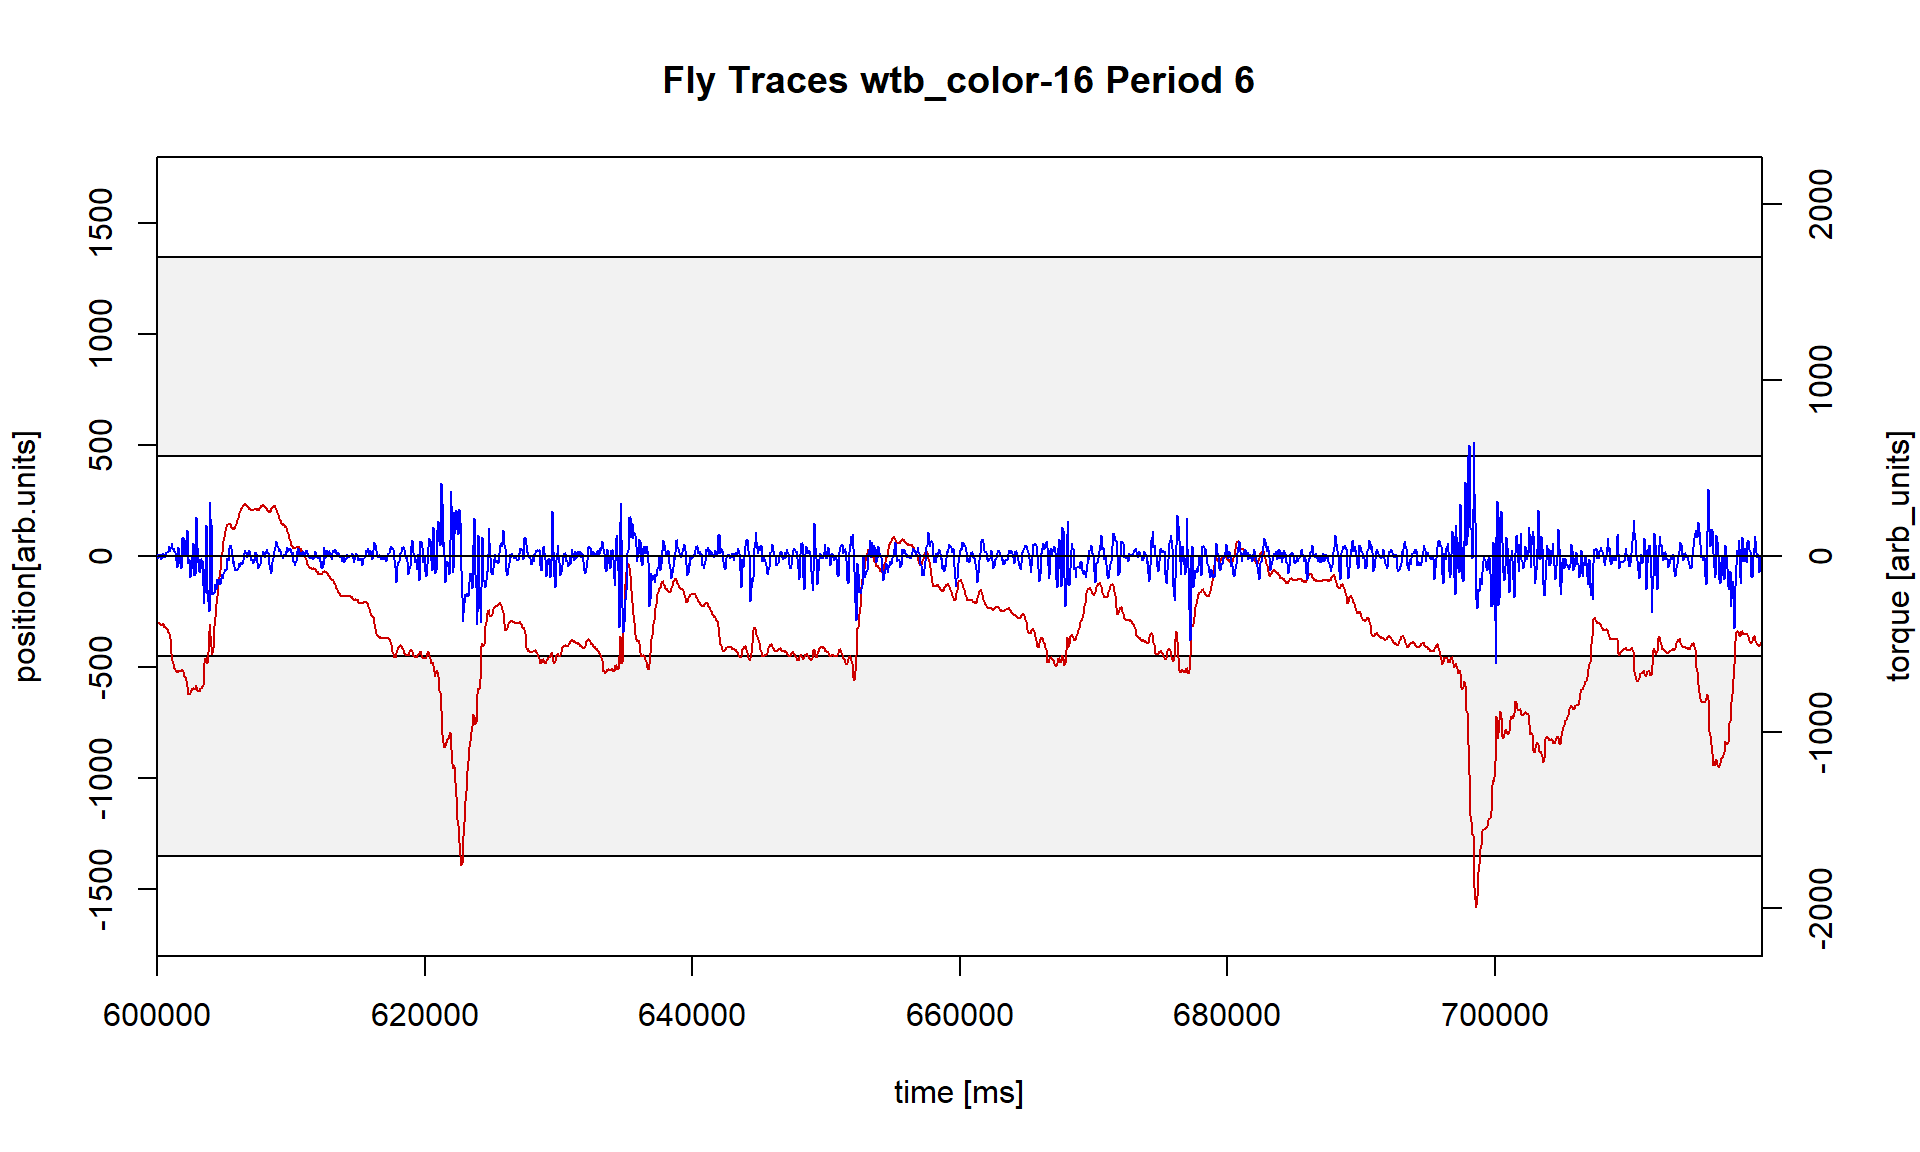 Fly Traces wtb_color-16 Period 6
position[arb.units]
1500
1000
500
0
-500
-1000
-1500
2000
1000
0
-1000
-2000
torque [arb_units]
600000 620000 640000 660000 680000 700000
time [ms]